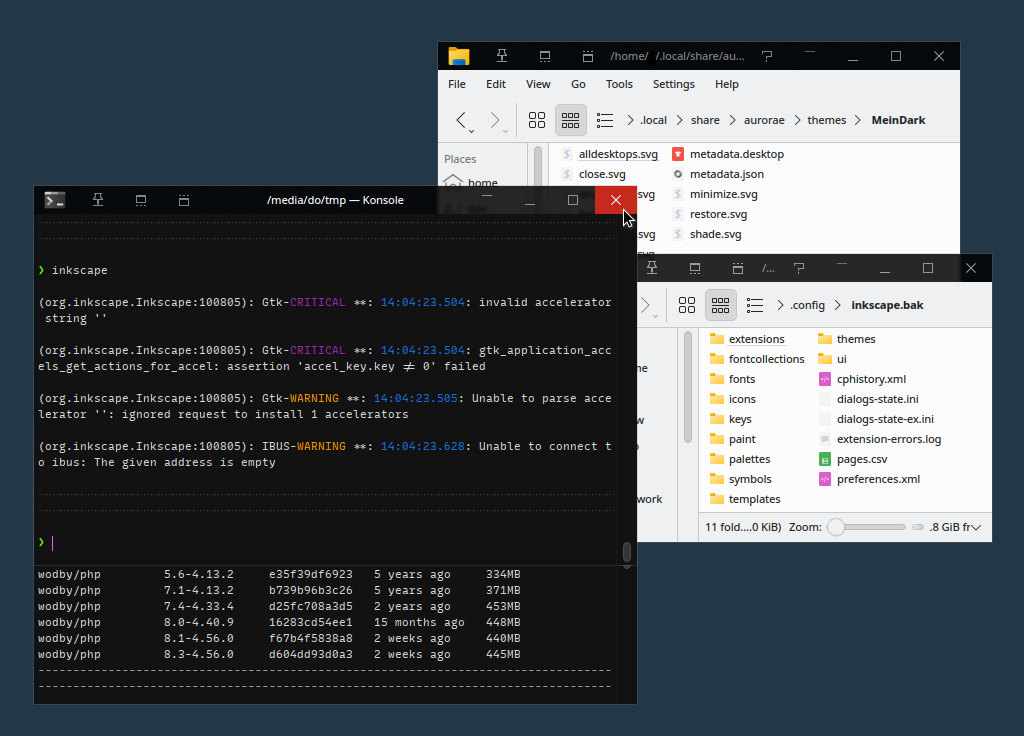 /home/ /.local/share/au...
File Edit View Go Tools Settings Help
.local share aurorae themes MeinDark
Places
home
alldesktops.svg
close.svg
svg
svg
metadata.desktop
metadata.json
minimize.svg
restore.svg
shade.svg
/media/do/tmp — Konsole
❯ inkscape
(org.inkscape.Inkscape:100805): Gtk-CRITICAL **: 14:04:23.504: invalid accelerator
string ''
(org.inkscape.Inkscape:100805): Gtk-CRITICAL **: 14:04:23.504: gtk_application_acc
els_get_actions_for_accel: assertion 'accel_key.key ≠ 0' failed
(org.inkscape.Inkscape:100805): Gtk-WARNING **: 14:04:23.505: Unable to parse acce
lerator '': ignored request to install 1 accelerators
(org.inkscape.Inkscape:100805): IBUS-WARNING **: 14:04:23.628: Unable to connect t
o ibus: The given address is empty
❯
wodby/php 5.6-4.13.2 e35f39df6923 5 years ago 334MB
wodby/php 7.1-4.13.2 b739b96b3c26 5 years ago 371MB
wodby/php 7.4-4.33.4 d25fc708a3d5 2 years ago 453MB
wodby/php 8.0-4.40.9 16283cd54ee1 15 months ago 448MB
wodby/php 8.1-4.56.0 f67b4f5838a8 2 weeks ago 440MB
wodby/php 8.3-4.56.0 d604dd93d0a3 2 weeks ago 445MB
/...
.config inkscape.bak
extensions
fontcollections
fonts
icons
keys
paint
palettes
symbols
templates
themes
ui
cphistory.xml
dialogs-state.ini
dialogs-state-ex.ini
extension-errors.log
pages.csv
preferences.xml
work
11 fold....0 KiB) Zoom: .8 GiB fr